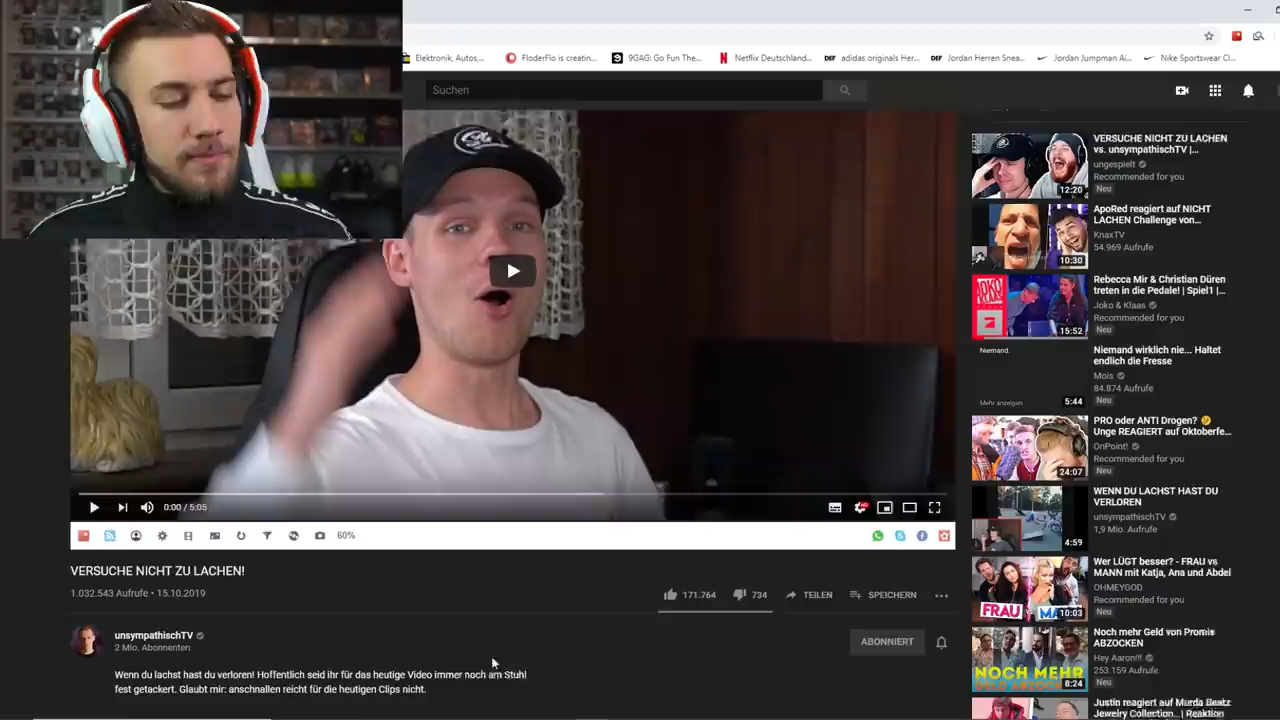 Elektronik, Autos,...
FloderFlo is creatin...
9GAG: Go Fun The...
Netflix Deutschland...
DEF
adidas originals Her...
DEF
Jordan Herren Snea...
Jordan Jumpman Ai...
Nike Sportswear Cl...
Suchen
VERSUCHE NICHT ZU LACHEN
vs. unsympathischTV |...
ungespielt
Recommended for you
Neu
12:20
ApoRed reagiert auf NICHT
LACHEN Challenge von...
KnaxTV
54.969 Aufrufe
10:30
Rebecca Mir & Christian Düren
treten in die Pedale! | Spiel1 |...
Joko & Klaas
Recommended for you
Neu
JOKO
KLAAS
15:52
Niemand.
Mehr anzeigen
5:44
Niemand wirklich nie... Haltet
endlich die Fresse
Mois
84.874 Aufrufe
Neu
PRO oder ANTI Drogen? 🤣
Unge REAGIERT auf Oktoberfe...
OnPoint!
Recommended for you
Neu
24:07
WENN DU LACHST HAST DU
VERLOREN
unsympathischTV
1,9 Mio. Aufrufe
4:59
Wer LÜGT besser? - FRAU vs
MANN mit Katja, Ana und Abdel
OHMEYGOD
Recommended for you
Neu
FRAU
10:03
Noch mehr Geld von Promis
ABZOCKEN
Hey Aaron!!!
253.159 Aufrufe
Neu
NOCH MEHR
8:24
Justin reagiert auf Murda Beatz
Jewelry Collection... | Reaktion
0:00 / 5:05
60%
VERSUCHE NICHT ZU LACHEN!
1.032.543 Aufrufe • 15.10.2019
171.764
734
TEILEN
SPEICHERN
unsympathischTV
2 Mio. Abonnenten
ABONNIERT
Wenn du lachst hast du verloren! Hoffentlich seid ihr für das heutige Video immer noch am Stuhl
fest getackert. Glaubt mir: anschnallen reicht für die heutigen Clips nicht.